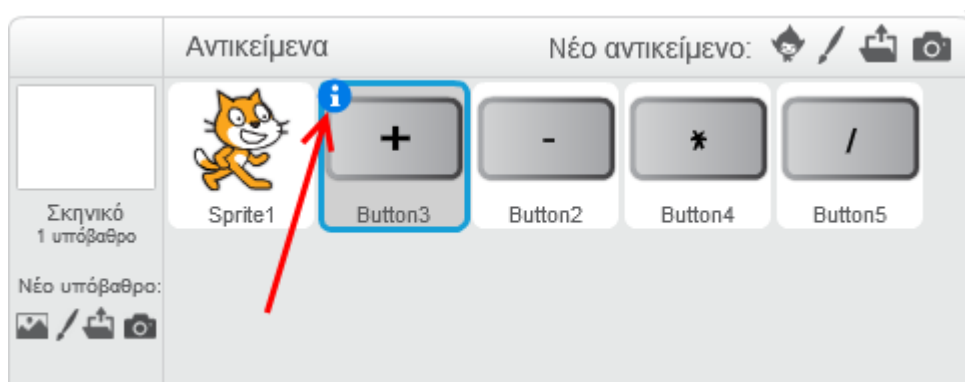 Αντικείμενα Νέο αντικείμενο:
i
+ - * /
Sprite1 Button3 Button2 Button4 Button5
Σκηνικό
1 υπόβαθρο
Νέο υπόβαθρο: